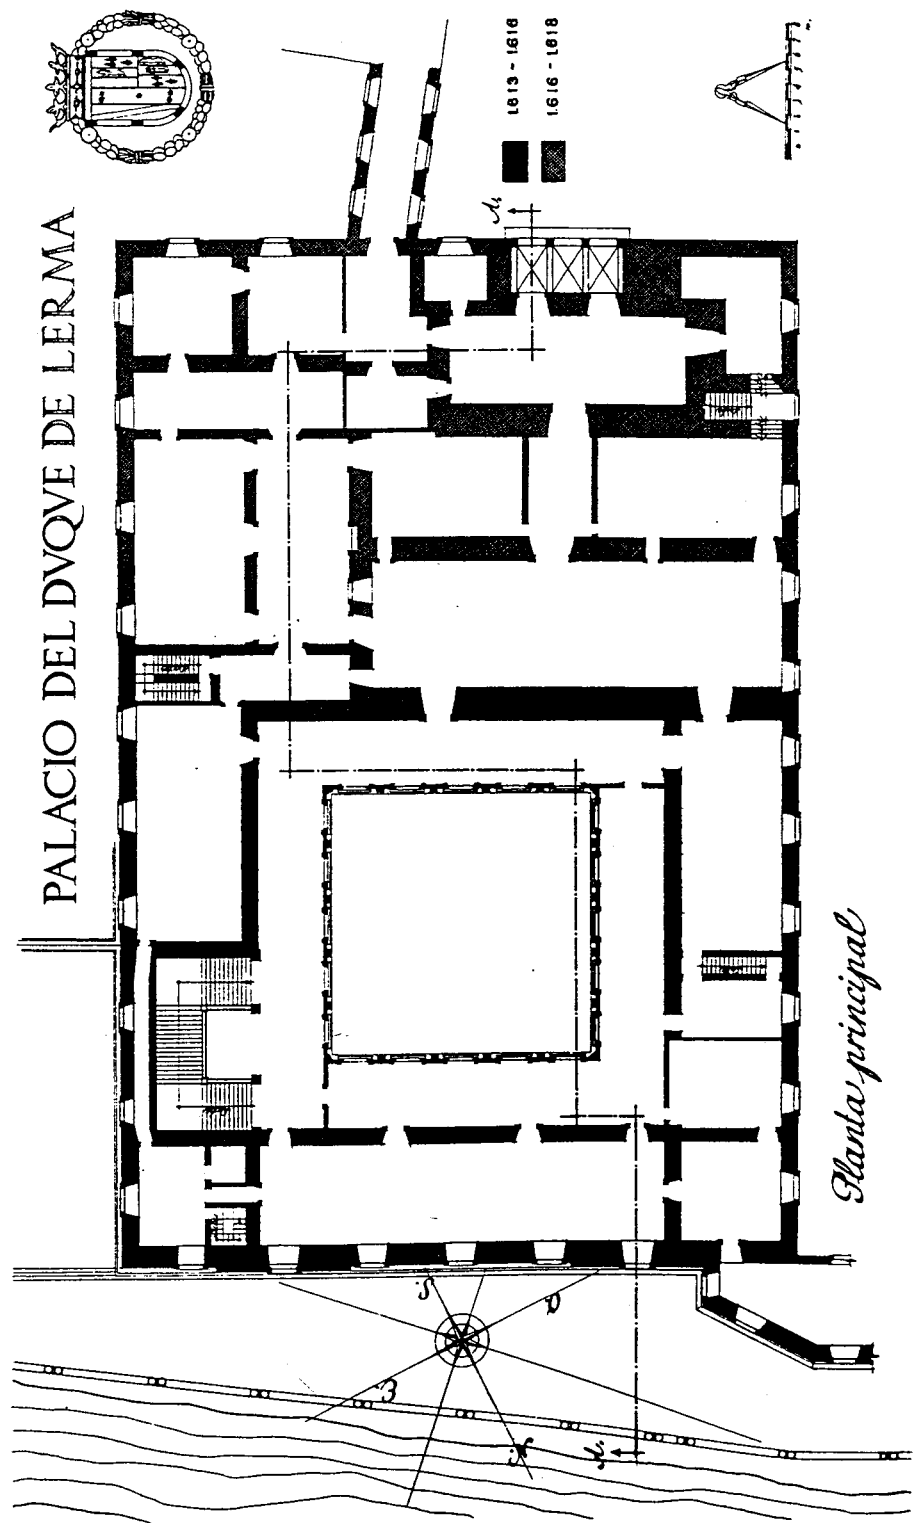 PALACIO DEL DVQVE DE LERMA
1.613 - 1.616
1.616 - 1.618
A.
Planta principal
S.
O.
E.
N.
A.
m.